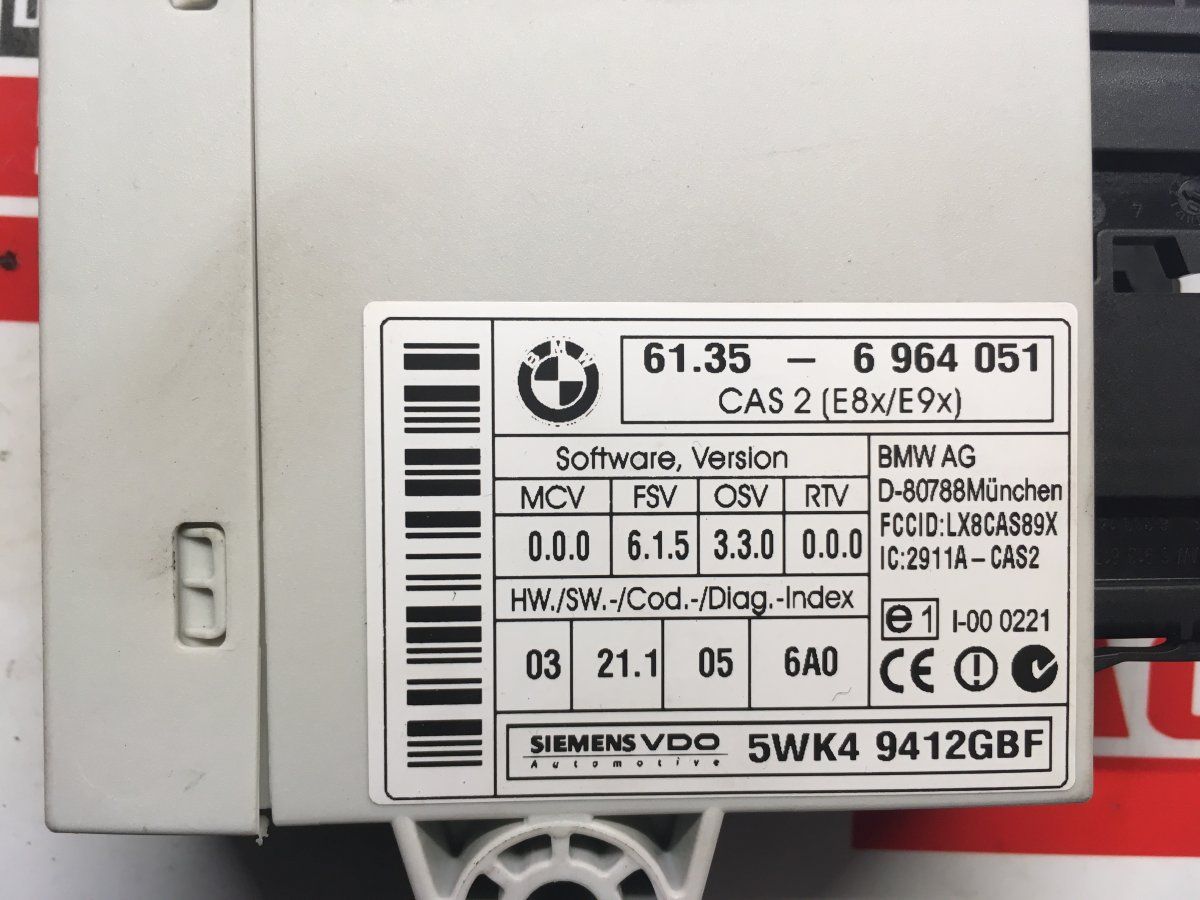 BMW
61.35 – 6 964 051
CAS 2 (E8x/E9x)
Software, Version
MCV FSV OSV RTV
0.0.0 6.1.5 3.3.0 0.0.0
HW./SW.-/Cod.-/Diag.-Index
03 21.1 05 6A0
BMW AG
D-80788München
FCCID:LX8CAS89X
IC:2911A–CAS2
e1 I-00 0221
CE
SIEMENS VDO
Automotive
5WK4 9412GBF